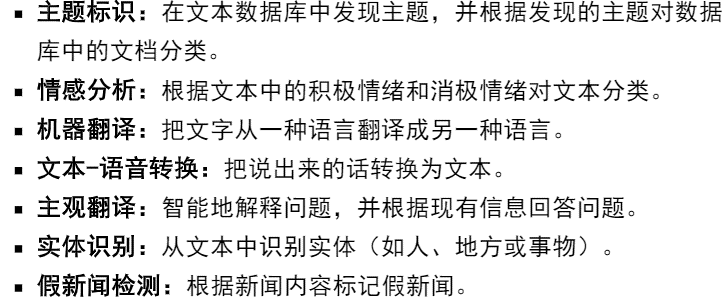 ▪ 主题标识：在文本数据库中发现主题，并根据发现的主题对数据
库中的文档分类。
▪ 情感分析：根据文本中的积极情绪和消极情绪对文本分类。
▪ 机器翻译：把文字从一种语言翻译成另一种语言。
▪ 文本-语音转换：把说出来的话转换为文本。
▪ 主观翻译：智能地解释问题，并根据现有信息回答问题。
▪ 实体识别：从文本中识别实体（如人、地方或事物）。
▪ 假新闻检测：根据新闻内容标记假新闻。